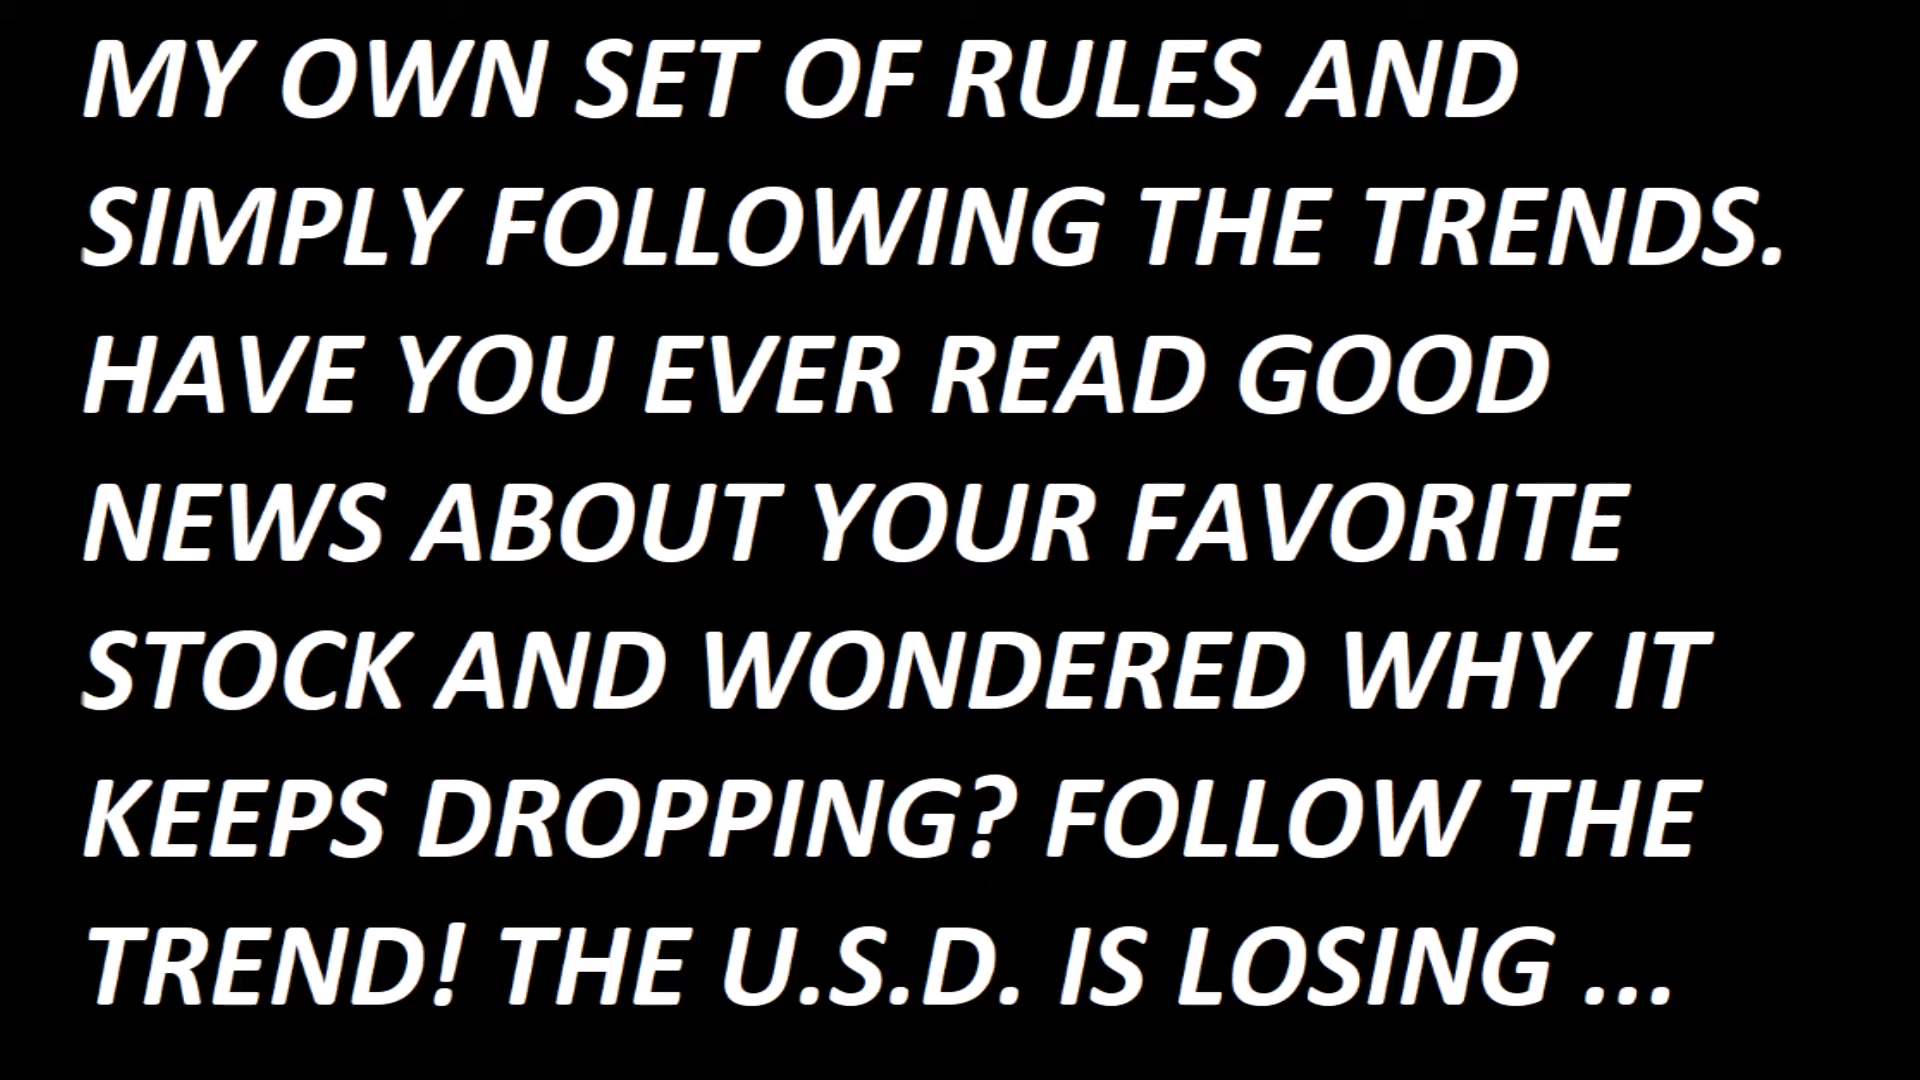 MY OWN SET OF RULES AND
SIMPLY FOLLOWING THE TRENDS.
HAVE YOU EVER READ GOOD
NEWS ABOUT YOUR FAVORITE
STOCK AND WONDERED WHY IT
KEEPS DROPPING? FOLLOW THE
TREND! THE U.S.D. IS LOSING ...